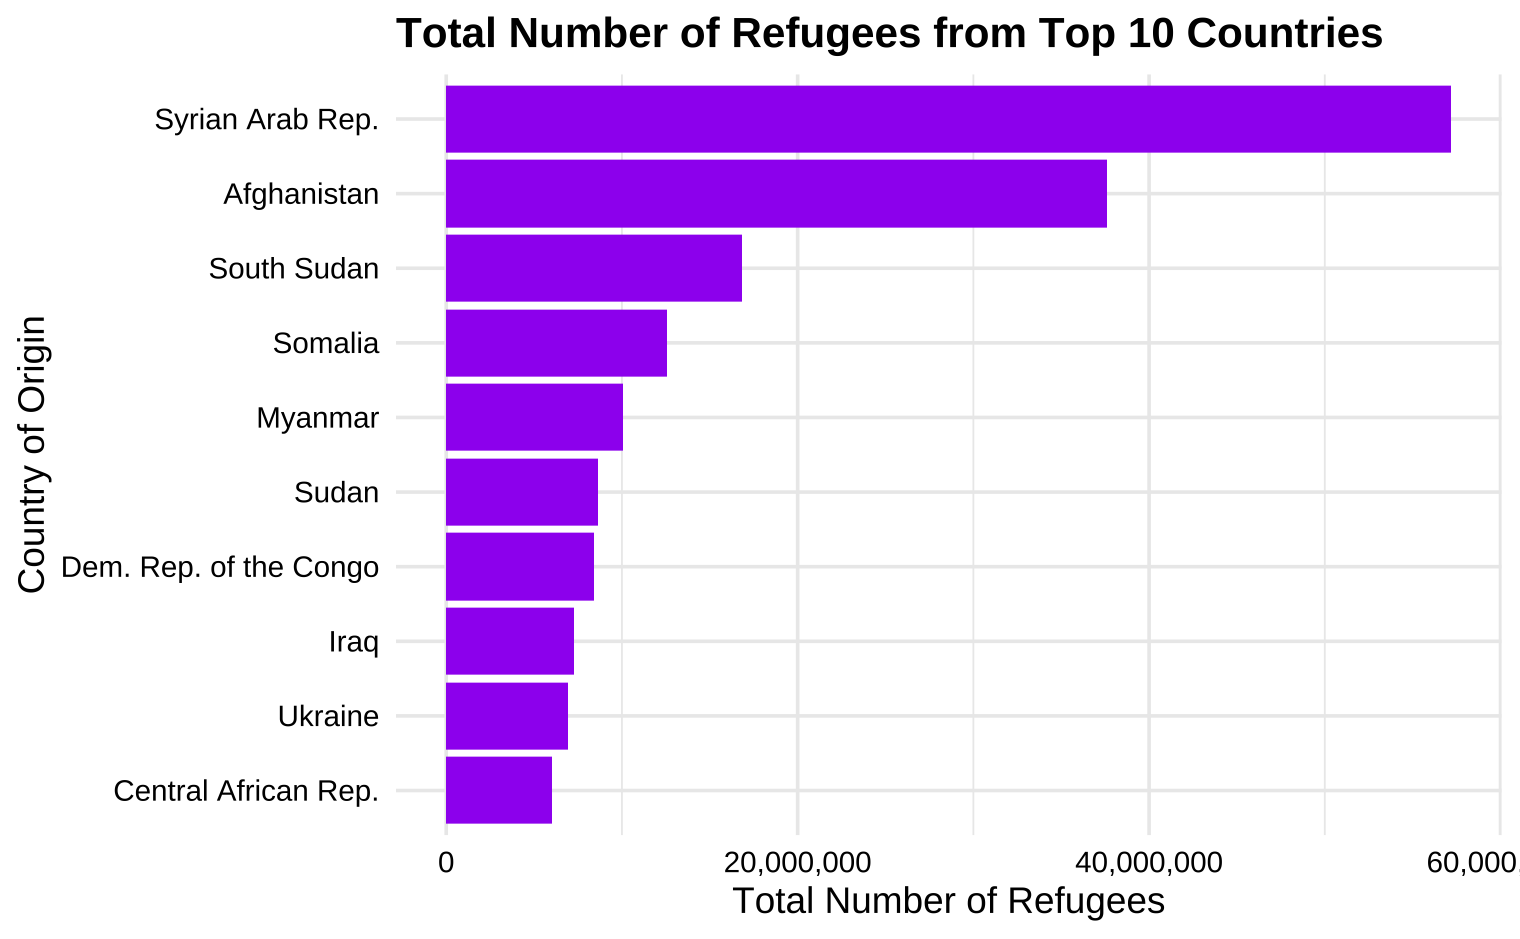 Total Number of Refugees from Top 10 Countries
Country of Origin
Syrian Arab Rep.
Afghanistan
South Sudan
Somalia
Myanmar
Sudan
Dem. Rep. of the Congo
Iraq
Ukraine
Central African Rep.
0 20,000,000 40,000,000 60,000
Total Number of Refugees